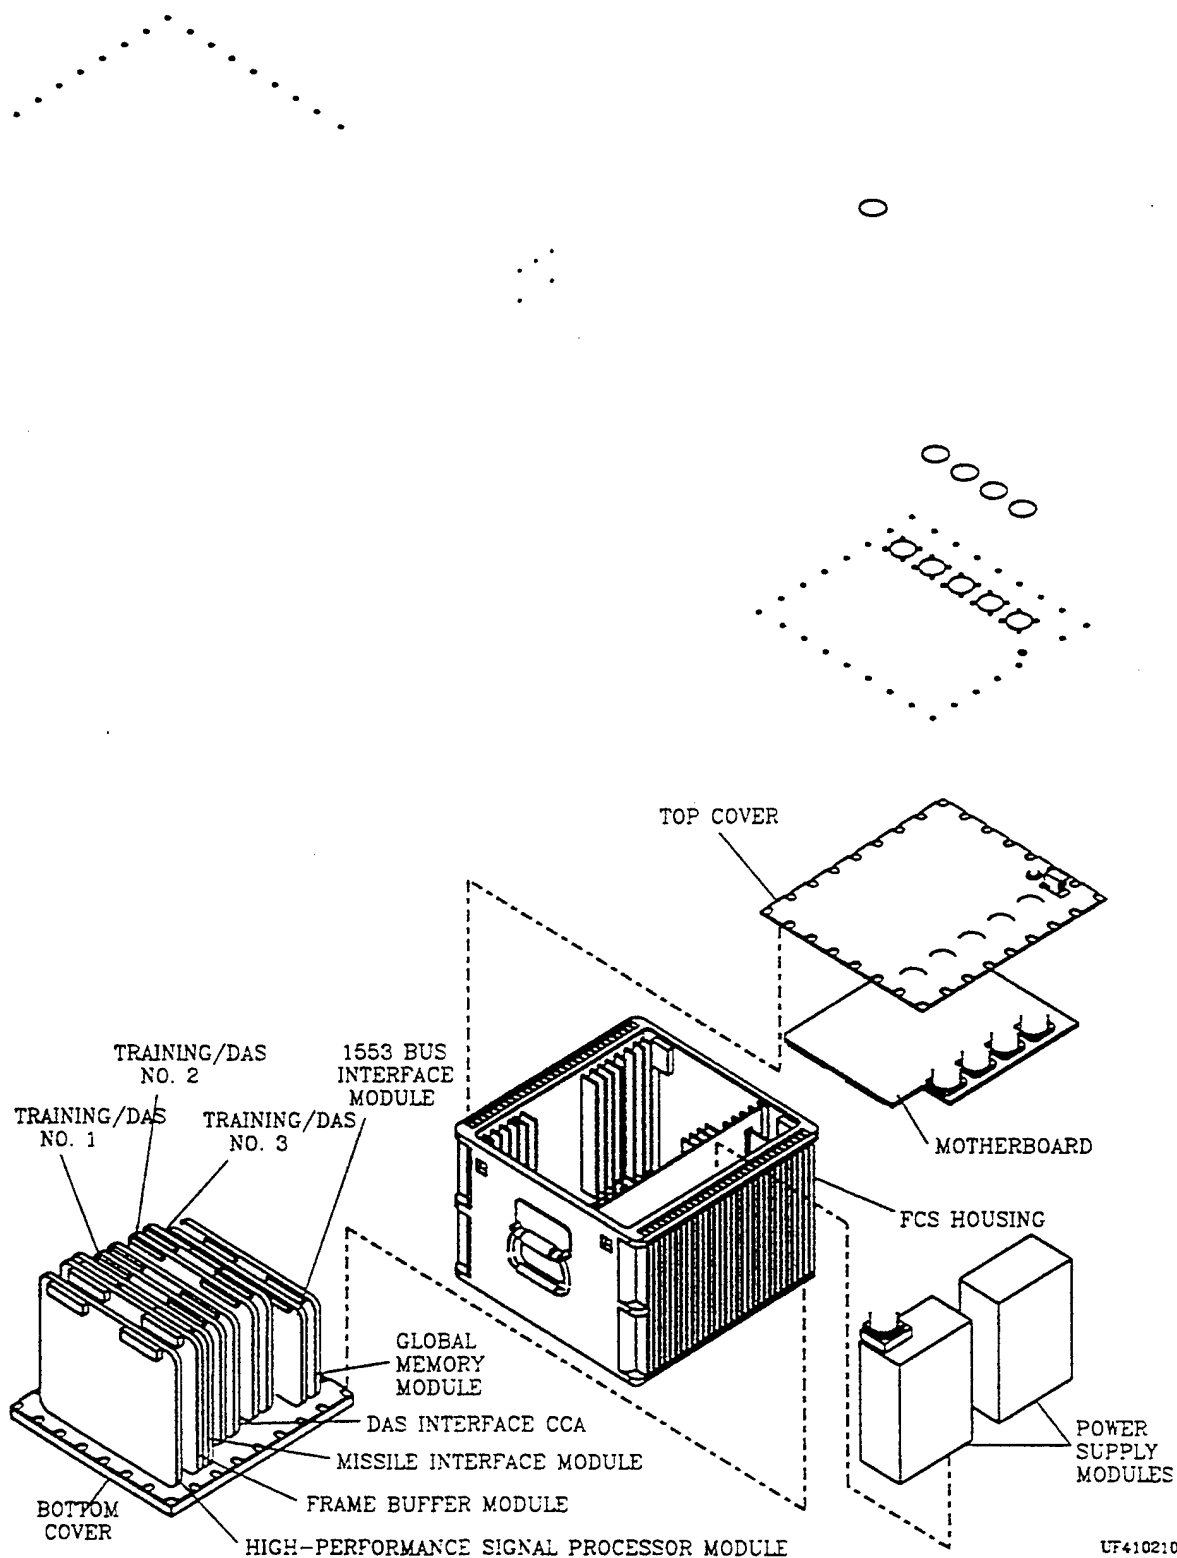 TOP COVER
TRAINING/DAS
NO. 2
1553 BUS
INTERFACE
MODULE
TRAINING/DAS
NO. 1
TRAINING/DAS
NO. 3
MOTHERBOARD
FCS HOUSING
GLOBAL
MEMORY
MODULE
DAS INTERFACE CCA
MISSILE INTERFACE MODULE
POWER
SUPPLY
MODULES
FRAME BUFFER MODULE
BOTTOM
COVER
HIGH-PERFORMANCE SIGNAL PROCESSOR MODULE
UF410210